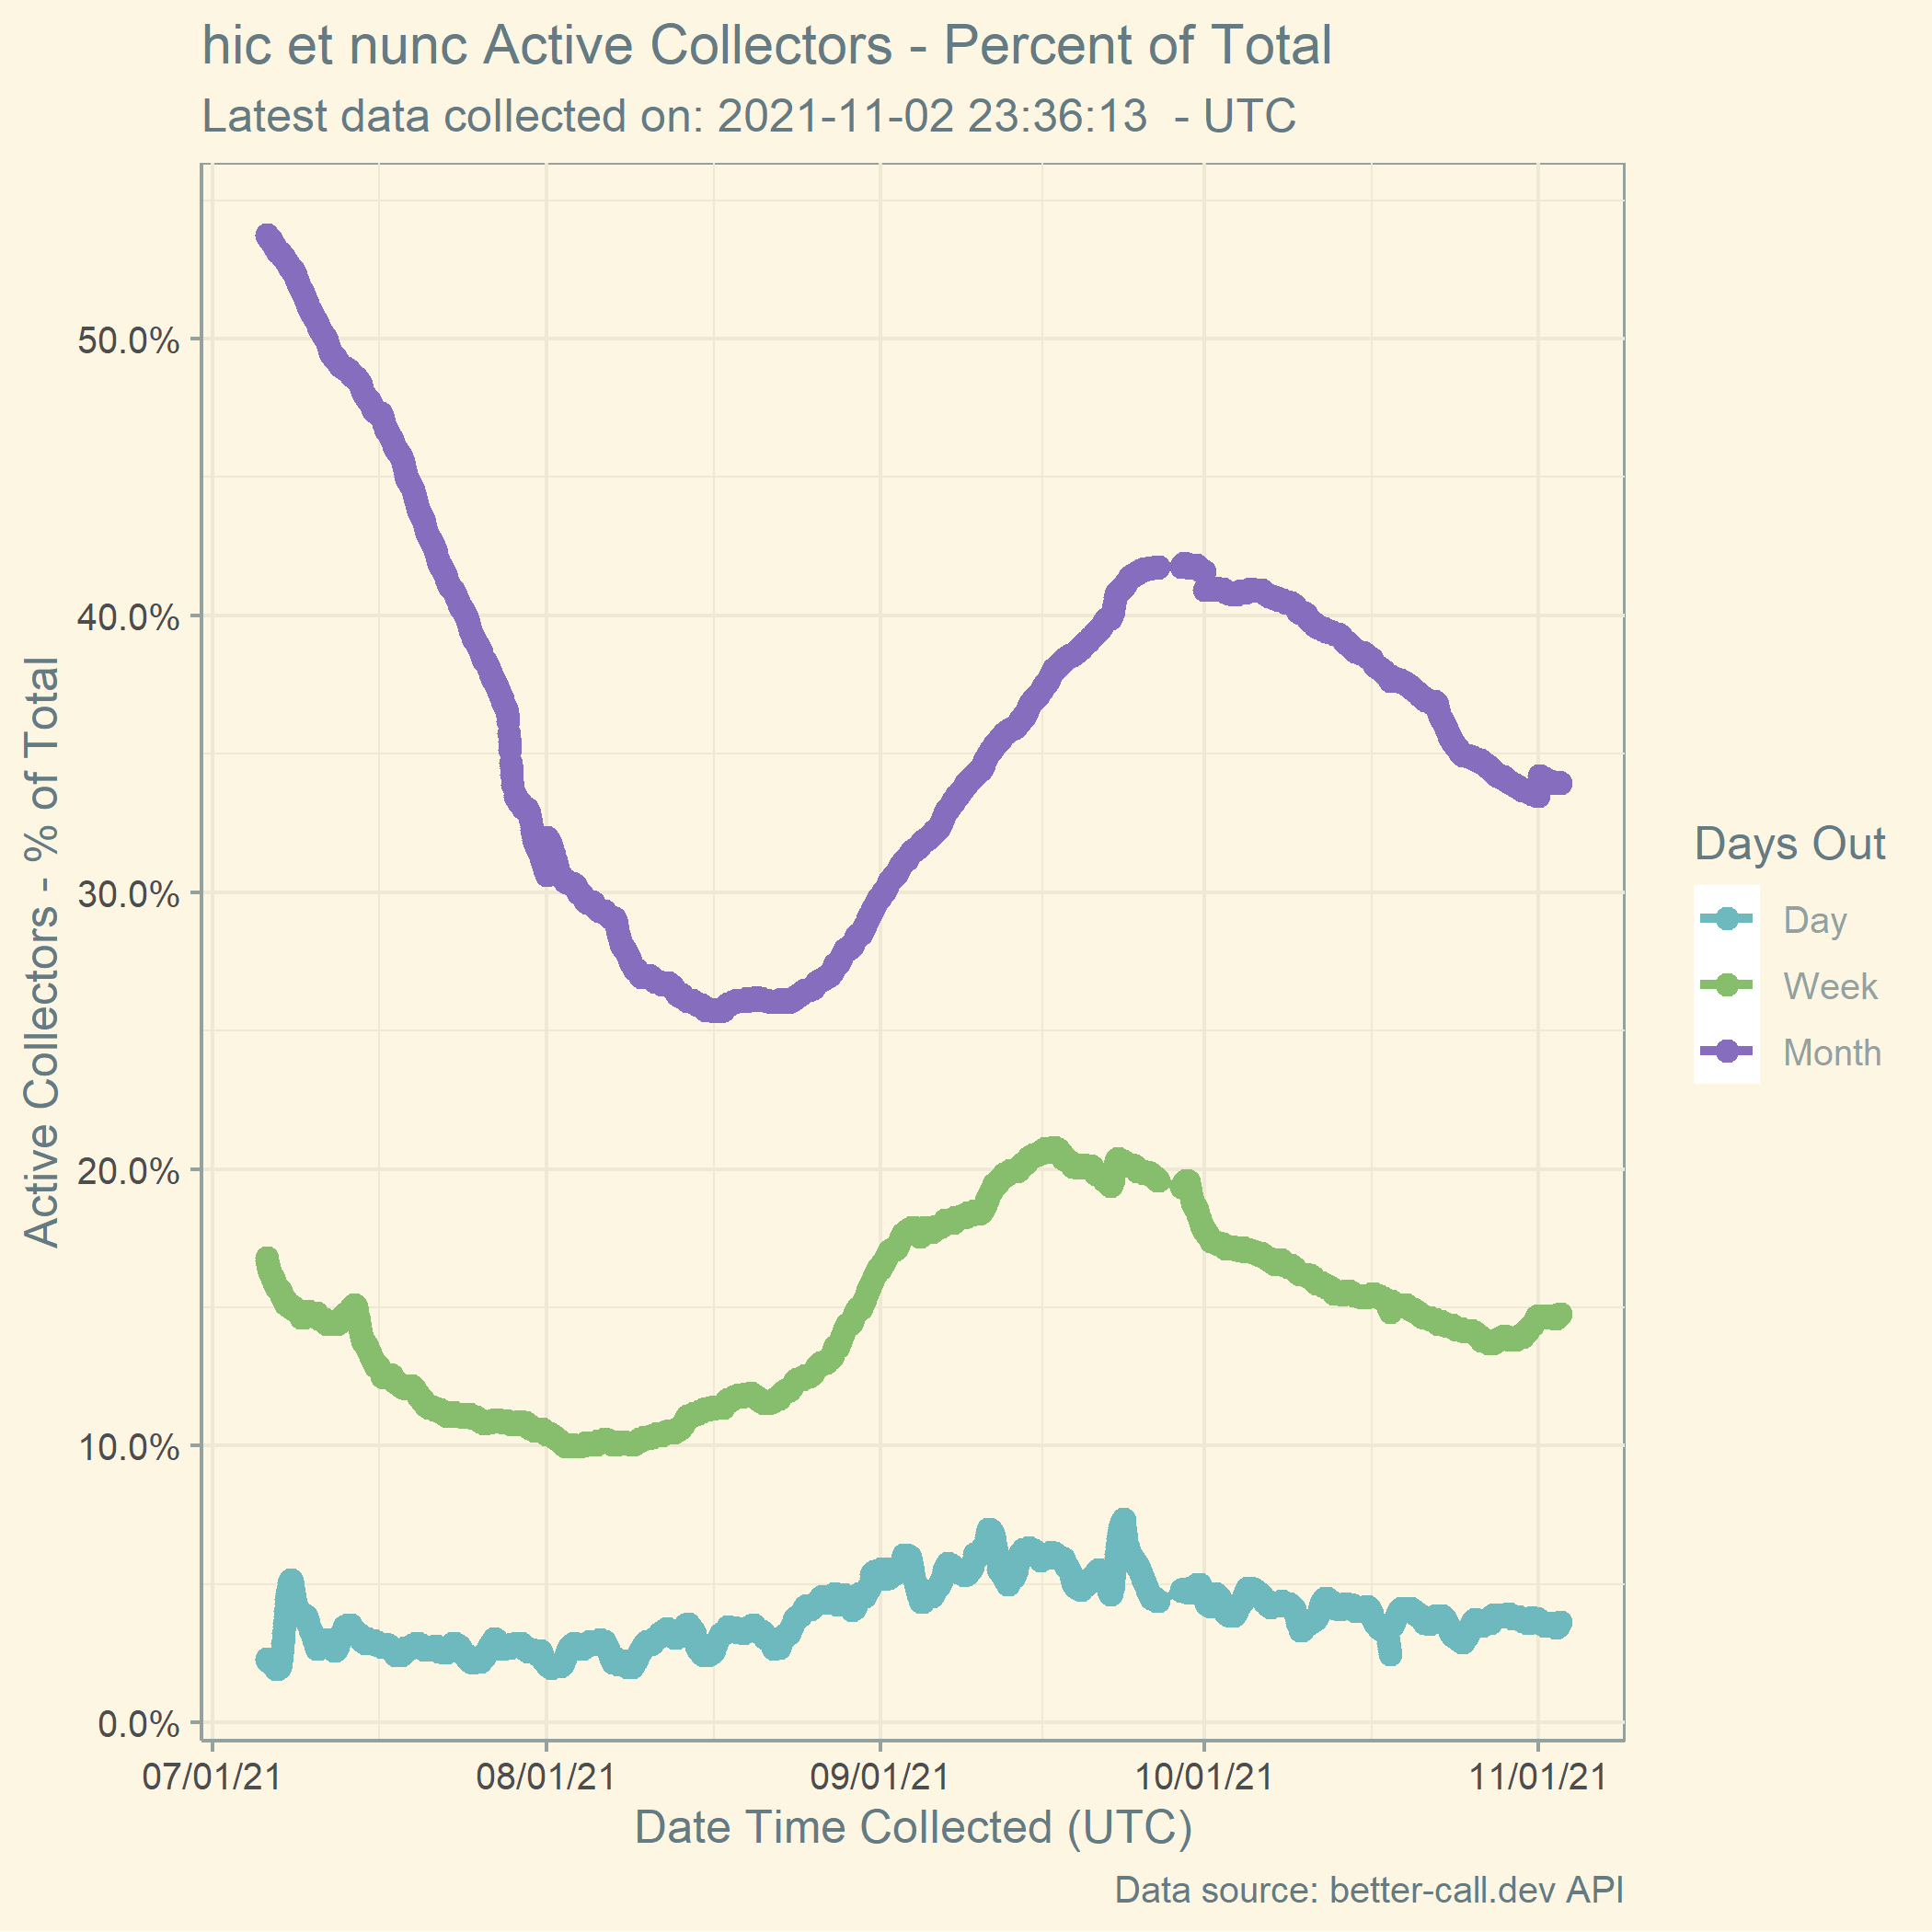 hic et nunc Active Collectors - Percent of Total
Latest data collected on: 2021-11-02 23:36:13  - UTC
Active Collectors - % of Total
50.0%
40.0%
30.0%
20.0%
10.0%
0.0%
07/01/21 08/01/21 09/01/21 10/01/21 11/01/21
Date Time Collected (UTC)
Days Out
Day
Week
Month
Data source: better-call.dev API